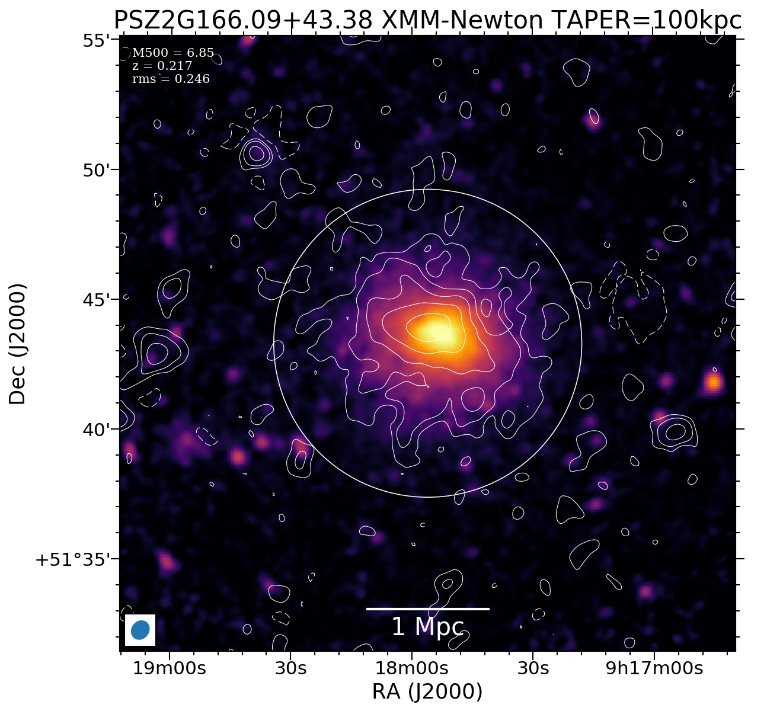 PSZ2G166.09+43.38 XMM-Newton TAPER=100kpc
M500 = 6.85
z = 0.217
rms = 0.246
55'
50'
45'
40'
+51°35'
Dec (J2000)
1 Mpc
19m00s 30s 18m00s 30s 9h17m00s
RA (J2000)